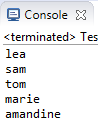 Console
<terminated> Tes
lea
sam
tom
marie
amandine